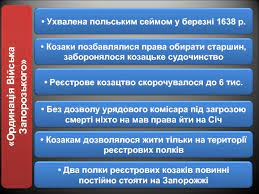 «Ординація Війська
Запорозького»
• Ухвалена польським сеймом у березні 1638 р.
• Козаки позбавлялися права обирати старшин,
заборонялося козацьке судочинство
• Реєстрове козацтво скорочувалося до 6 тис.
• Без дозволу урядового комісара під загрозою
смерті ніхто на мав права йти на Січ
• Козакам дозволялося жити тільки на території
реєстрових полків
• Два полки реєстрових козаків повинні
постійно стояти на Запорожжі